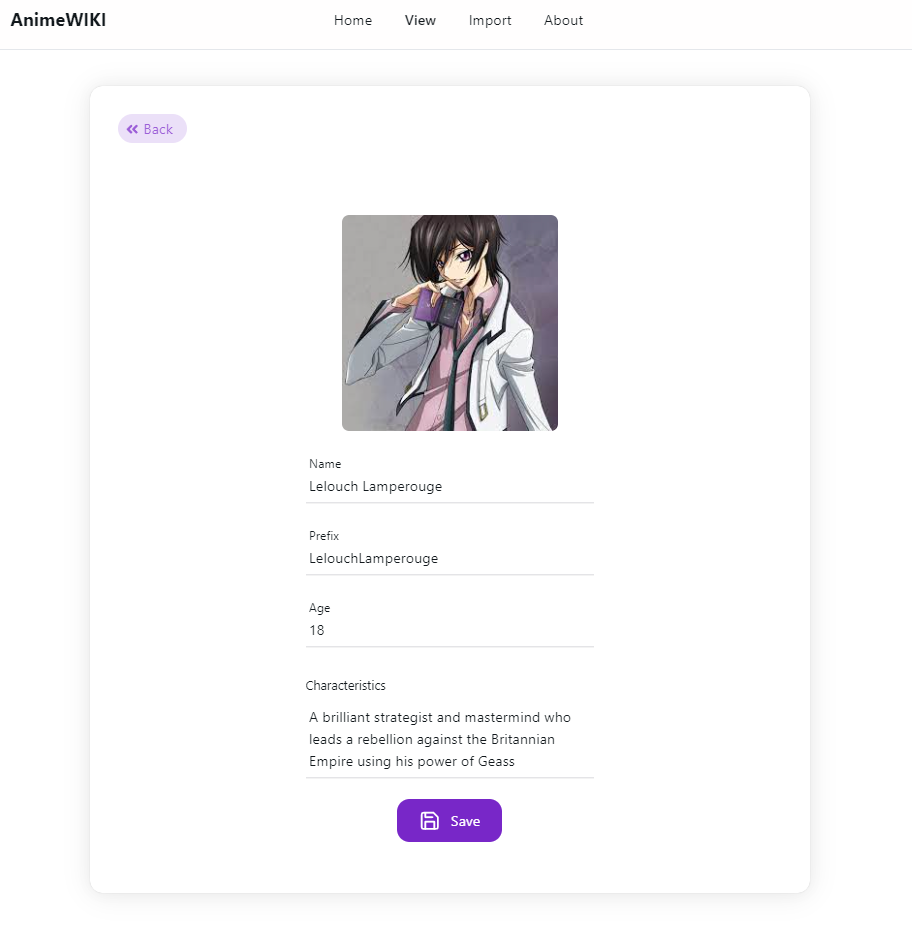 AnimeWIKI
Home View Import About
Back
Name
Lelouch Lamperouge
Prefix
LelouchLamperouge
Age
18
Characteristics
A brilliant strategist and mastermind who
leads a rebellion against the Britannian
Empire using his power of Geass
Save